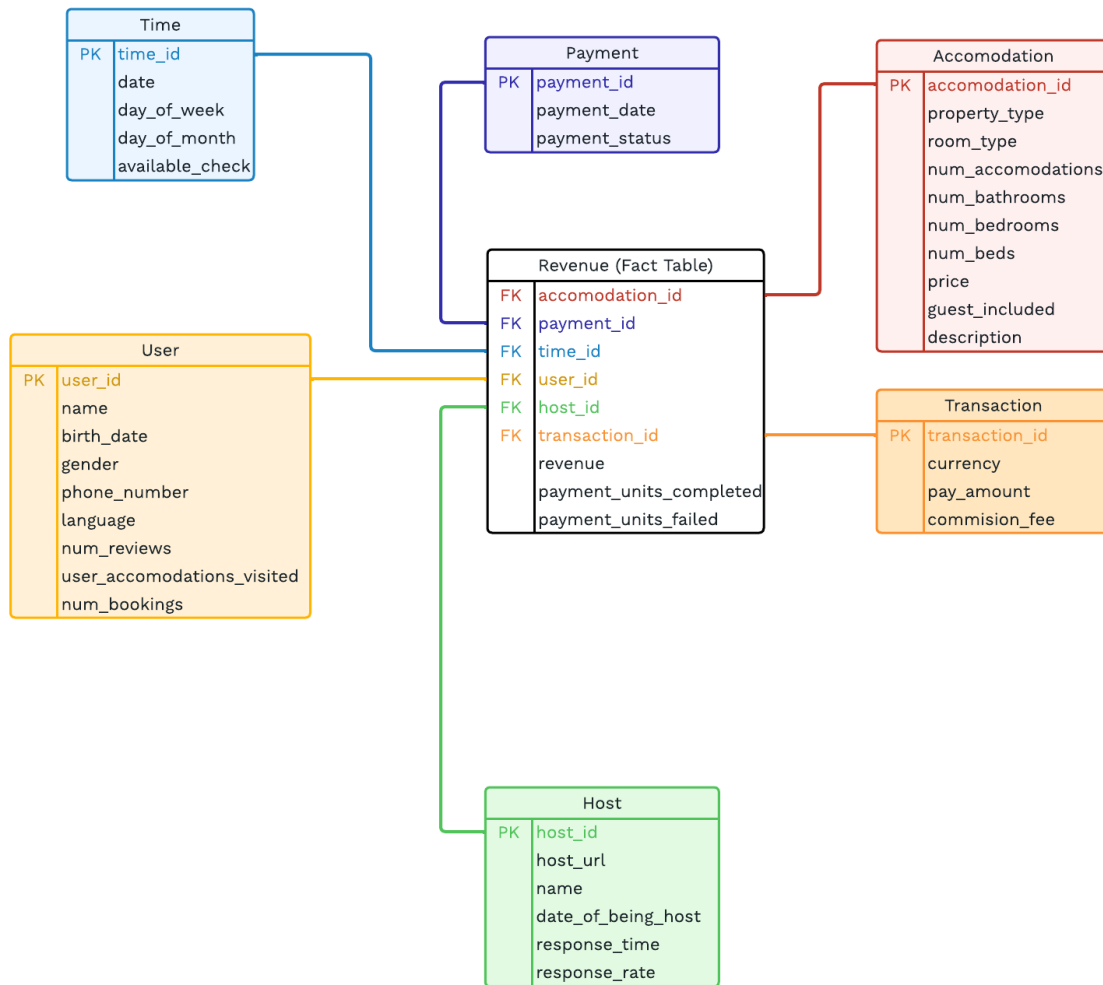 Time
PK time_id
date
day_of_week
day_of_month
available_check
Payment
PK payment_id
payment_date
payment_status
Accomodation
PK accomodation_id
property_type
room_type
num_accomodations
num_bathrooms
num_bedrooms
num_beds
price
guest_included
description
Revenue (Fact Table)
FK accomodation_id
FK payment_id
FK time_id
FK user_id
FK host_id
FK transaction_id
revenue
payment_units_completed
payment_units_failed
User
PK user_id
name
birth_date
gender
phone_number
language
num_reviews
user_accomodations_visited
num_bookings
Transaction
PK transaction_id
currency
pay_amount
commision_fee
Host
PK host_id
host_url
name
date_of_being_host
response_time
response_rate